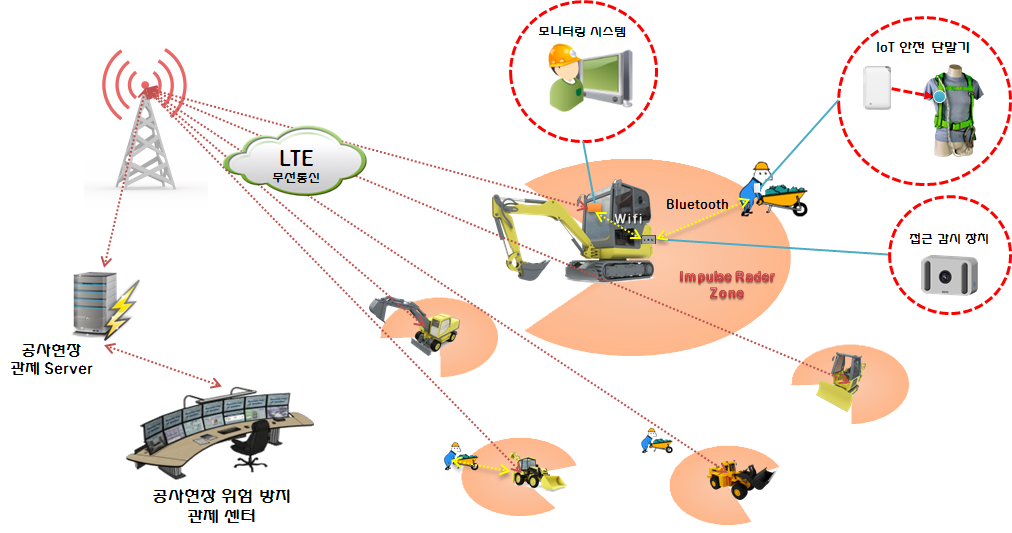 모니터링 시스템
IoT 안전 단말기
LTE
무선통신
Bluetooth
Wifi
접근 감시 장치
Impulse Rader
Zone
공사현장
관제 Server
공사현장 위험 방지
관제 센터